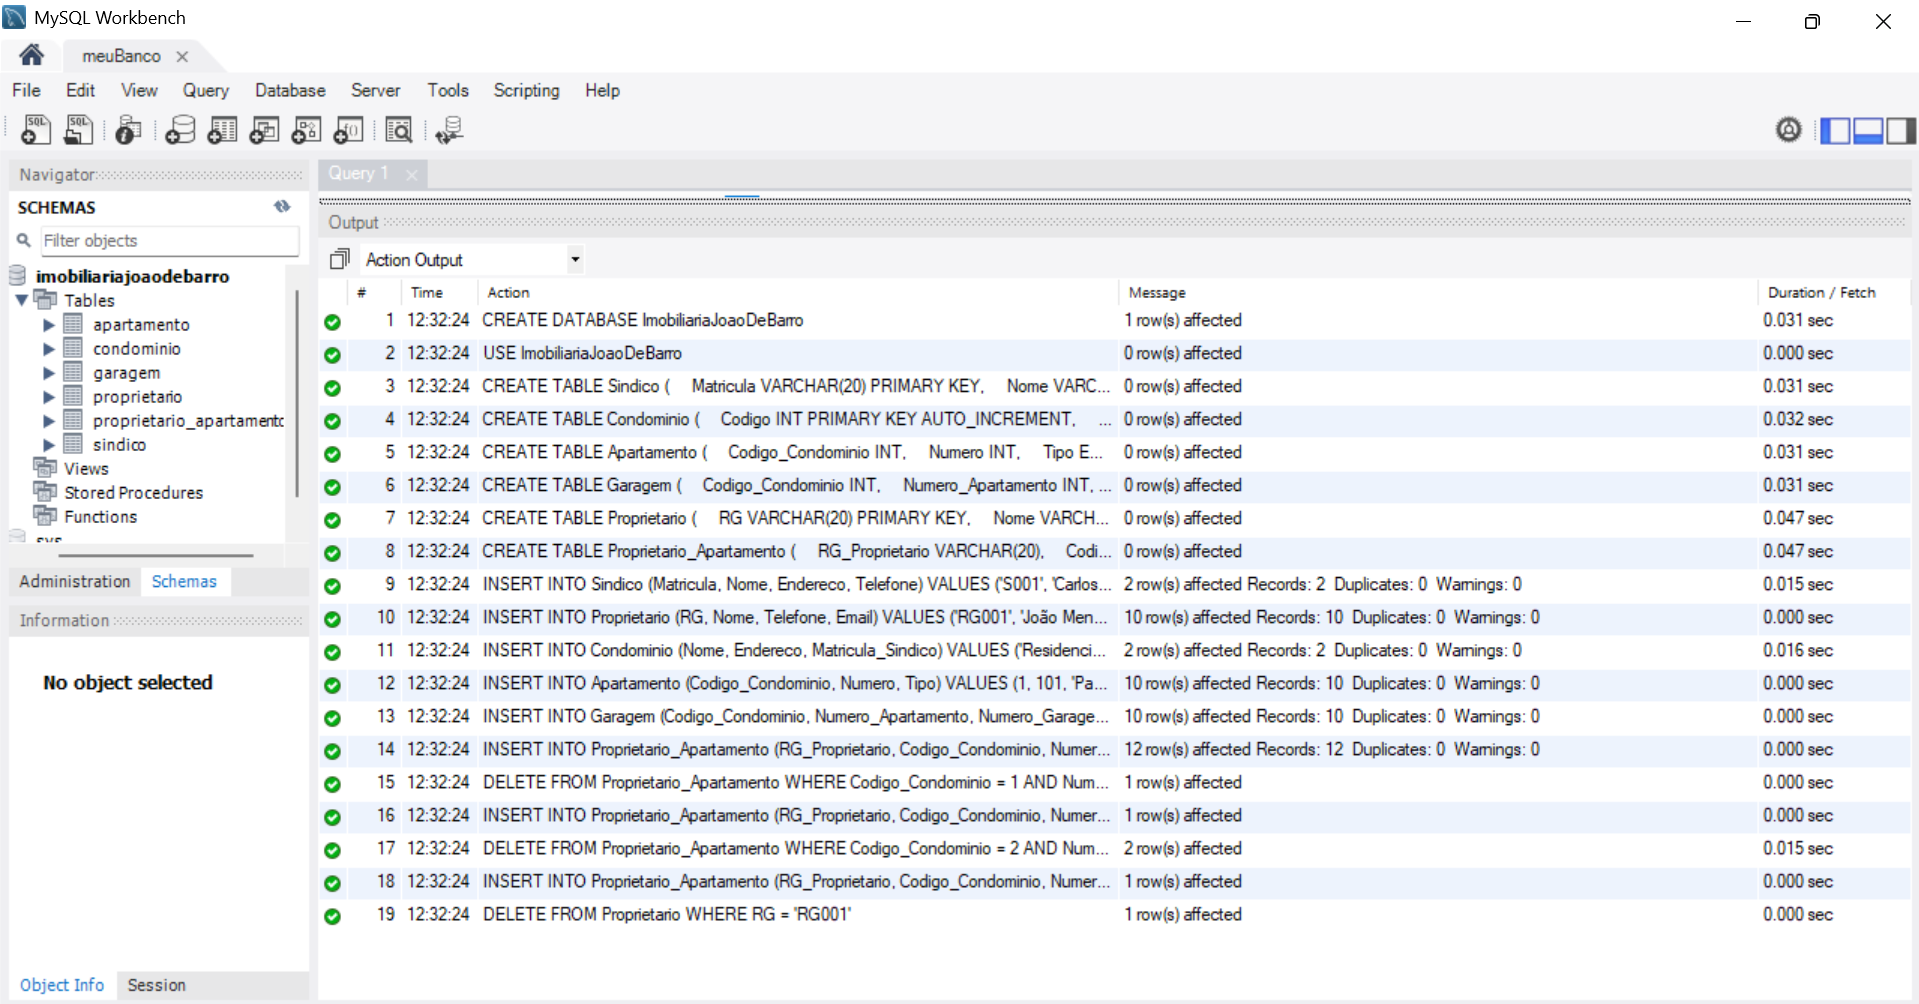 MySQL Workbench
meuBanco
File Edit View Query Database Server Tools Scripting Help
Navigator
SCHEMAS
Filter objects
imobiliariajoaodebarro
Tables
apartamento
condominio
garagem
proprietario
proprietario_apartamento
sindico
Views
Stored Procedures
Functions
sys
Administration Schemas
Information
No object selected
Object Info Session
Query 1
Output
Action Output
# Time Action Message Duration / Fetch
1 12:32:24 CREATE DATABASE ImobiliariaJoaoDeBarro 1 row(s) affected 0.031 sec
2 12:32:24 USE ImobiliariaJoaoDeBarro 0 row(s) affected 0.000 sec
3 12:32:24 CREATE TABLE Sindico ( Matricula VARCHAR(20) PRIMARY KEY, Nome VARC... 0 row(s) affected 0.031 sec
4 12:32:24 CREATE TABLE Condominio ( Codigo INT PRIMARY KEY AUTO_INCREMENT, ... 0 row(s) affected 0.032 sec
5 12:32:24 CREATE TABLE Apartamento ( Codigo_Condominio INT, Numero INT, Tipo E... 0 row(s) affected 0.031 sec
6 12:32:24 CREATE TABLE Garagem ( Codigo_Condominio INT, Numero_Apartamento INT, ... 0 row(s) affected 0.031 sec
7 12:32:24 CREATE TABLE Proprietario ( RG VARCHAR(20) PRIMARY KEY, Nome VARCH... 0 row(s) affected 0.047 sec
8 12:32:24 CREATE TABLE Proprietario_Apartamento ( RG_Proprietario VARCHAR(20), Codi... 0 row(s) affected 0.047 sec
9 12:32:24 INSERT INTO Sindico (Matricula, Nome, Endereco, Telefone) VALUES ('S001', 'Carlos... 2 row(s) affected Records: 2 Duplicates: 0 Warnings: 0 0.015 sec
10 12:32:24 INSERT INTO Proprietario (RG, Nome, Telefone, Email) VALUES ('RG001', 'João Men... 10 row(s) affected Records: 10 Duplicates: 0 Warnings: 0 0.000 sec
11 12:32:24 INSERT INTO Condominio (Nome, Endereco, Matricula_Sindico) VALUES ('Residenci... 2 row(s) affected Records: 2 Duplicates: 0 Warnings: 0 0.016 sec
12 12:32:24 INSERT INTO Apartamento (Codigo_Condominio, Numero, Tipo) VALUES (1, 101, 'Pa... 10 row(s) affected Records: 10 Duplicates: 0 Warnings: 0 0.000 sec
13 12:32:24 INSERT INTO Garagem (Codigo_Condominio, Numero_Apartamento, Numero_Garage... 10 row(s) affected Records: 10 Duplicates: 0 Warnings: 0 0.000 sec
14 12:32:24 INSERT INTO Proprietario_Apartamento (RG_Proprietario, Codigo_Condominio, Numer... 12 row(s) affected Records: 12 Duplicates: 0 Warnings: 0 0.000 sec
15 12:32:24 DELETE FROM Proprietario_Apartamento WHERE Codigo_Condominio = 1 AND Num... 1 row(s) affected 0.000 sec
16 12:32:24 INSERT INTO Proprietario_Apartamento (RG_Proprietario, Codigo_Condominio, Numer... 1 row(s) affected 0.000 sec
17 12:32:24 DELETE FROM Proprietario_Apartamento WHERE Codigo_Condominio = 2 AND Num... 2 row(s) affected 0.015 sec
18 12:32:24 INSERT INTO Proprietario_Apartamento (RG_Proprietario, Codigo_Condominio, Numer... 1 row(s) affected 0.000 sec
19 12:32:24 DELETE FROM Proprietario WHERE RG = 'RG001' 1 row(s) affected 0.000 sec